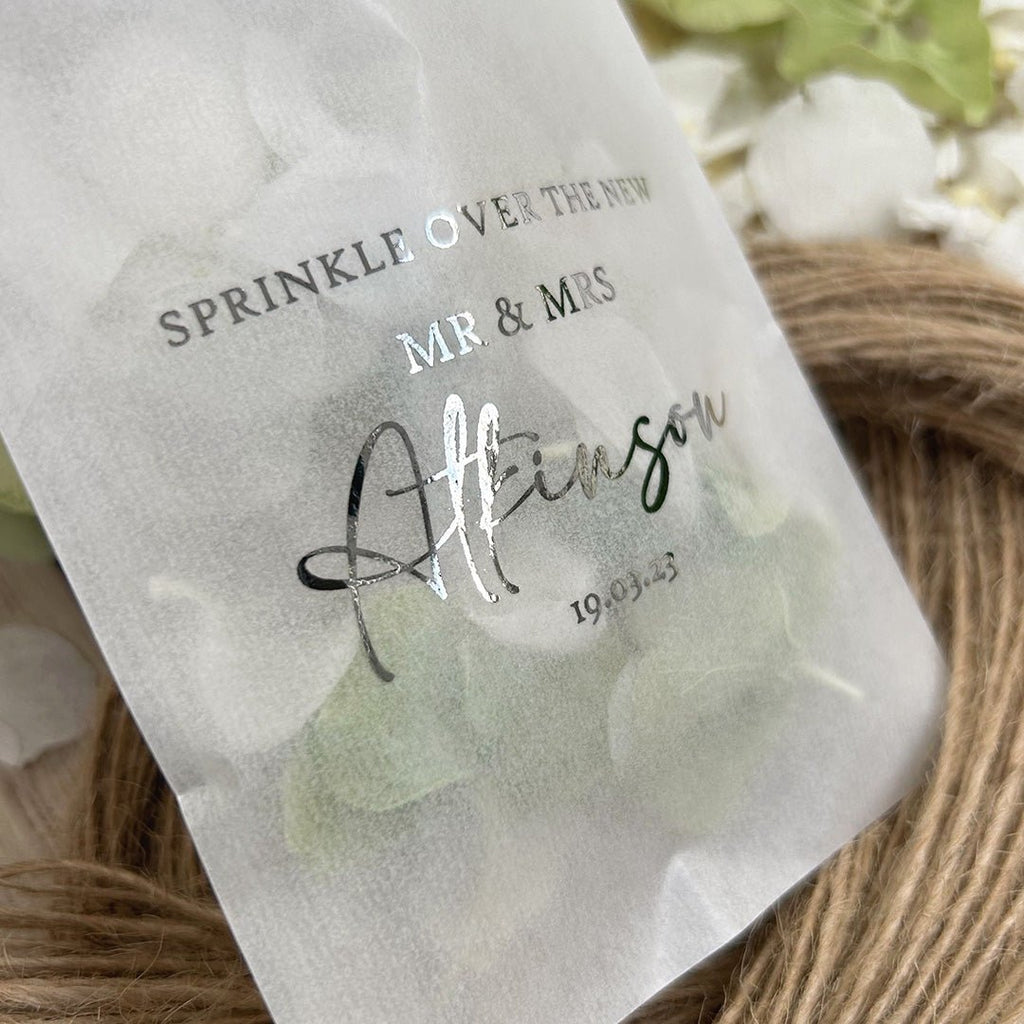 SPRINKLE OVER THE NEW
MR & MRS
Atkinson
19.03.23